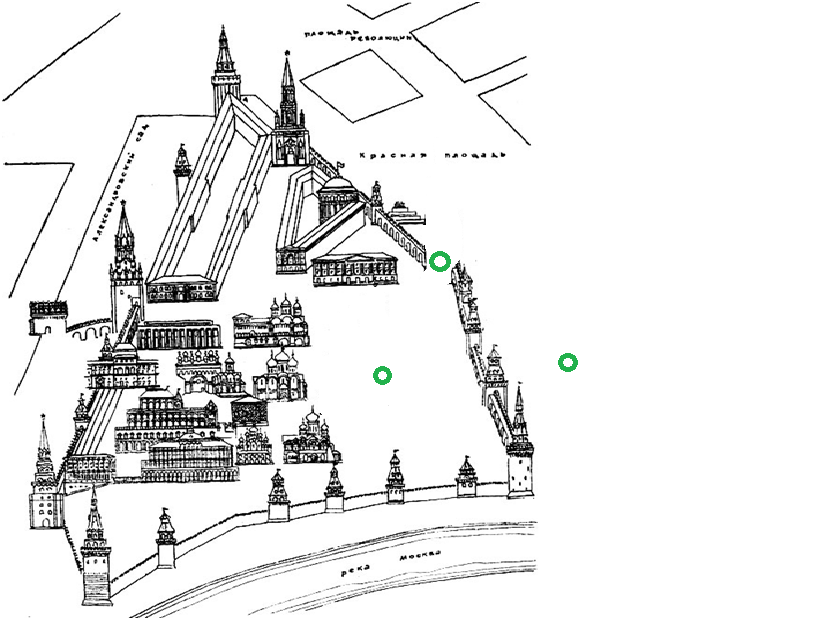 площадь
революции
Красная площадь
Александровский сад
река Москва